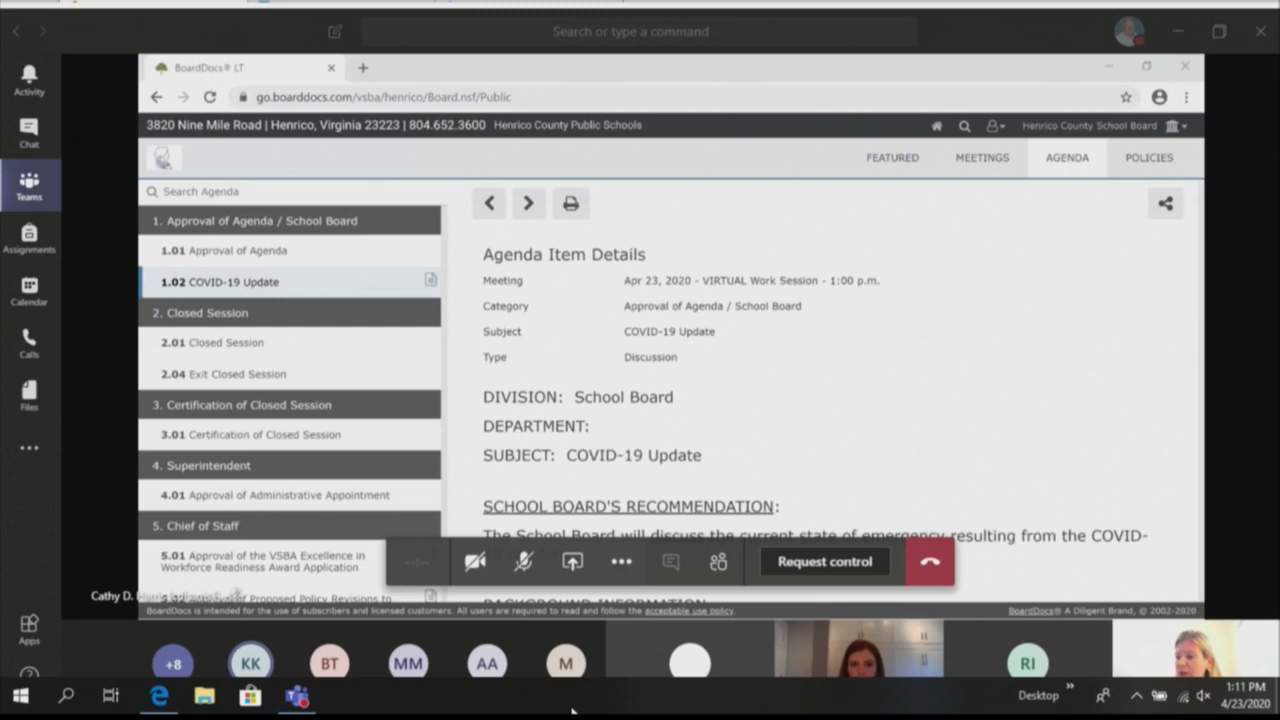 Search or type a command
BoardDocs® LT
go.boarddocs.com/vsba/henrico/Board.nsf/Public
3820 Nine Mile Road | Henrico, Virginia 23223 | 804.652.3600 Henrico County Public Schools
Henrico County School Board
FEATURED MEETINGS AGENDA POLICIES
Activity
Chat
Teams
Assignments
Calendar
Calls
Files
Apps
Search Agenda
1. Approval of Agenda / School Board
1.01 Approval of Agenda
1.02 COVID-19 Update
2. Closed Session
2.01 Closed Session
2.04 Exit Closed Session
3. Certification of Closed Session
3.01 Certification of Closed Session
4. Superintendent
4.01 Approval of Administrative Appointment
5. Chief of Staff
5.01 Approval of the VSBA Excellence in
Workforce Readiness Award Application
Approval of Proposed Policy Revisions to
Cathy D.
Agenda Item Details
Meeting Apr 23, 2020 - VIRTUAL Work Session - 1:00 p.m.
Category Approval of Agenda / School Board
Subject COVID-19 Update
Type Discussion
DIVISION: School Board
DEPARTMENT:
SUBJECT: COVID-19 Update
SCHOOL BOARD'S RECOMMENDATION:
The School Board will discuss the current state of emergency resulting from the COVID-
BACKGROUND INFORMATION
--:--
Request control
BoardDocs is intended for the use of subscribers and licensed customers. All users are required to read and follow the acceptable use policy.
BoardDocs® A Diligent Brand, © 2002-2020
+8 KK BT MM AA M RI
Desktop
1:11 PM
4/23/2020